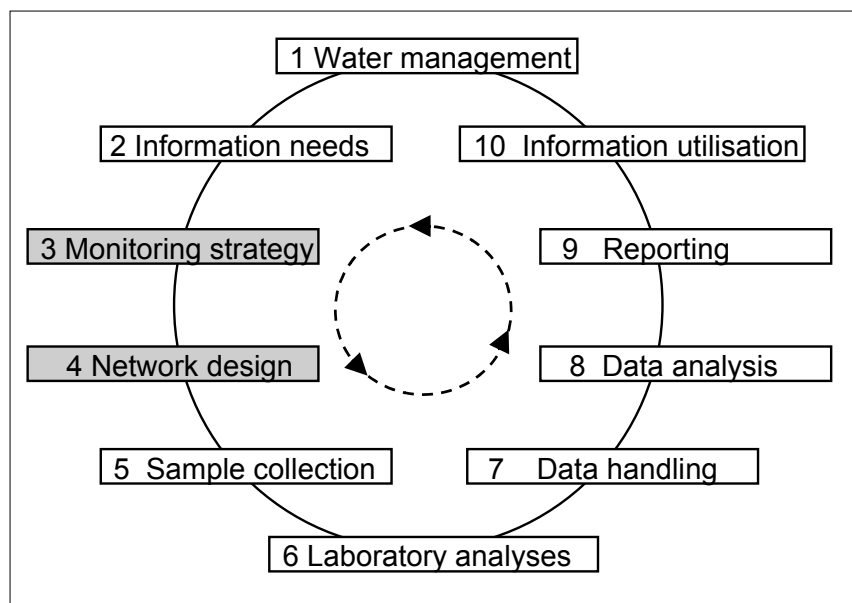 1 Water management
2 Information needs
10 Information utilisation
3 Monitoring strategy
9 Reporting
4 Network design
8 Data analysis
5 Sample collection
7 Data handling
6 Laboratory analyses